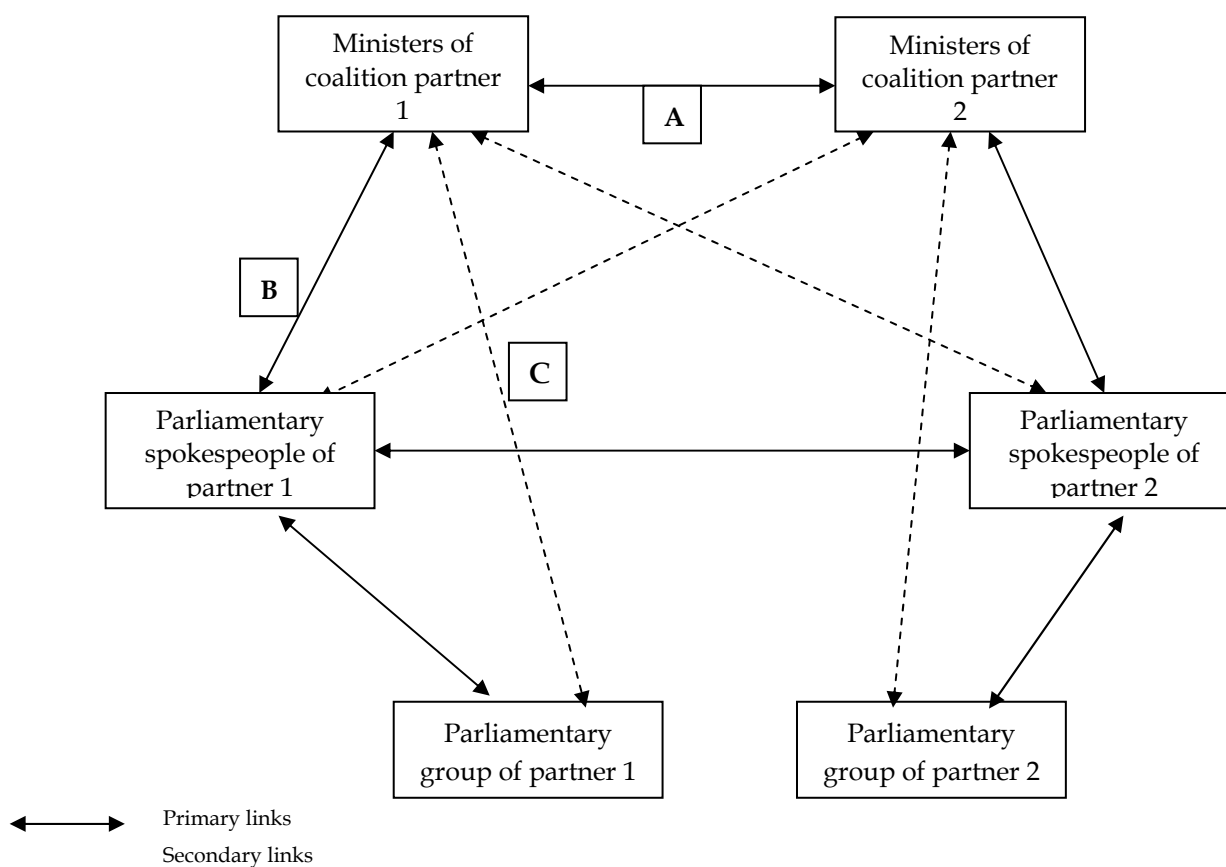 Ministers of
coalition partner
1
Ministers of
coalition partner
2
A
B
C
Parliamentary
spokespeople of
partner 1
Parliamentary
spokespeople of
partner 2
Parliamentary
group of partner 1
Parliamentary
group of partner 2
Primary links
Secondary links